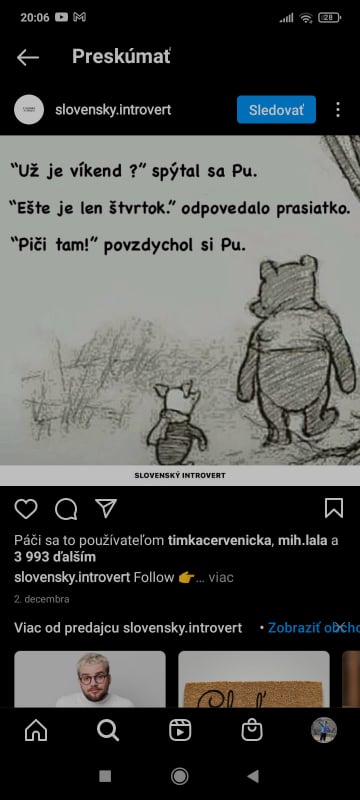 20:06
28
Preskúmať
slovensky.introvert
Sledovať
"Už je víkend ?" spýtal sa Pu.
"Ešte je len štvrtok." odpovedalo prasiatko.
"Piči tam!" povzdychol si Pu.
SLOVENSKÝ INTROVERT
Páči sa to používateľom timkacervenicka, mih.lala a
3 993 ďalším
slovensky.introvert Follow 👉... viac
2. decembra
Viac od predajcu slovensky.introvert • Zobraziť obcho